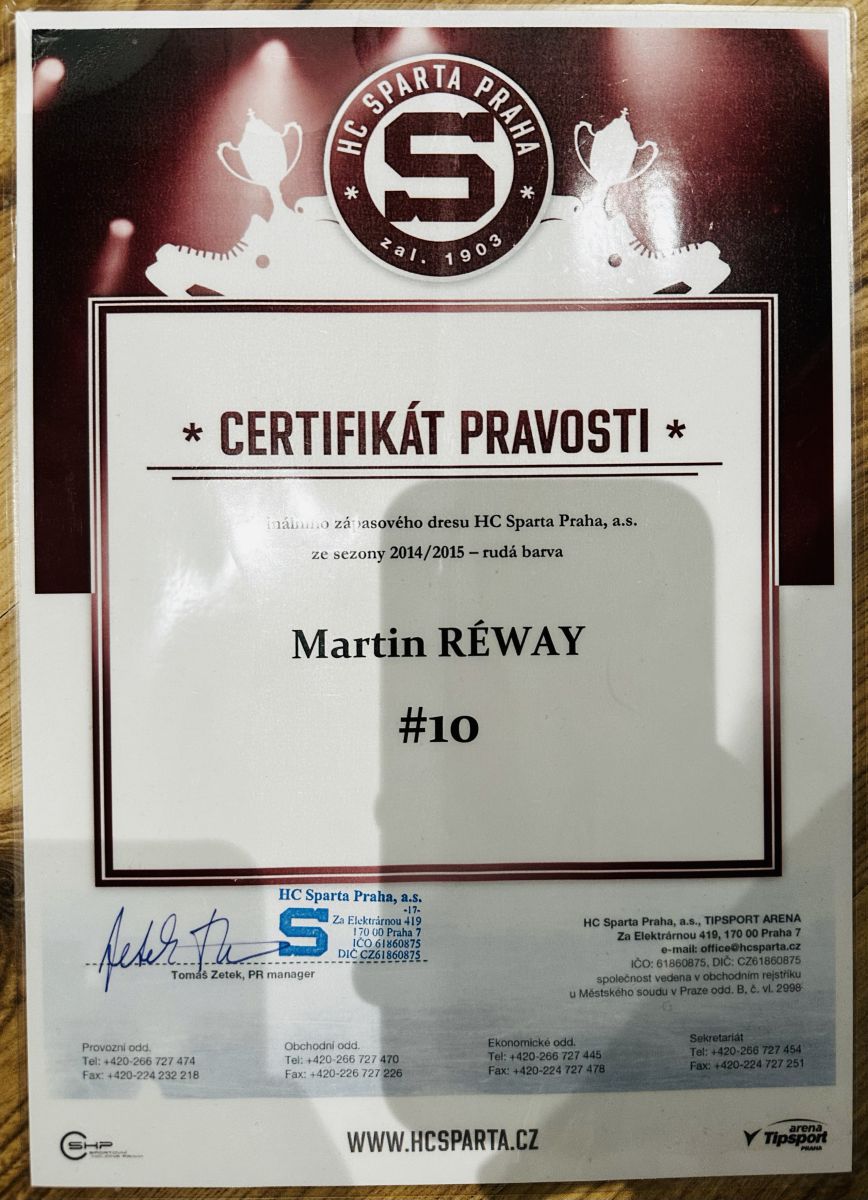 HC SPARTA PRAHA
S
* zal. 1903 *
* CERTIFIKÁT PRAVOSTI *
zápasového dresu HC Sparta Praha, a.s.
ze sezony 2014/2015 – rudá barva
Martin RÉWAY
#10
HC Sparta Praha, a.s.
-17-
Za Elektrárnou 419
170 00 Praha 7
IČO 61860875
DIČ CZ61860875
S
Tomáš Zetek, PR manager
HC Sparta Praha, a.s., TIPSPORT ARENA
Za Elektrárnou 419, 170 00 Praha 7
e-mail: office@hcsparta.cz
IČO: 61860875, DIČ: CZ61860875
společnost vedena v obchodním rejstříku
u Městského soudu v Praze odd. B, č. vl. 2998
Provozní odd.
Tel: +420-266 727 474
Fax: +420-224 232 218
Obchodní odd.
Tel: +420-266 727 470
Fax: +420-226 727 226
Ekonomické odd.
Tel: +420-266 727 445
Fax: +420-224 727 478
Sekretariát
Tel: +420-266 727 454
Fax: +420-224 727 251
SHP
WWW.HCSPARTA.CZ
arena
Tipsport
PRAHA